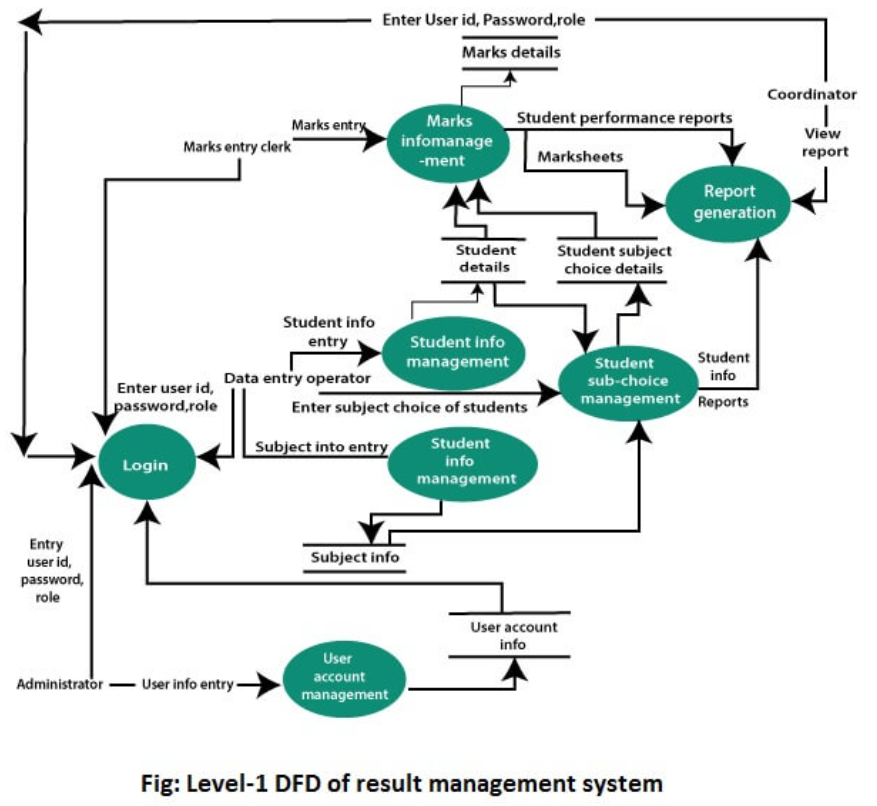 Enter User id, Password,role
Marks details
Coordinator
View
report
Marks entry
Marks entry clerk
Marks
infomanage
-ment
Student performance reports
Marksheets
Report
generation
Student
details
Student subject
choice details
Student info
entry
Student info
management
Data entry operator
Enter user id,
password,role
Enter subject choice of students
Student
sub-choice
management
Student
info
Reports
Login
Subject into entry
Student
info
management
Subject info
Entry
user id,
password,
role
User account
info
Administrator
User info entry
User
account
management
Fig: Level-1 DFD of result management system